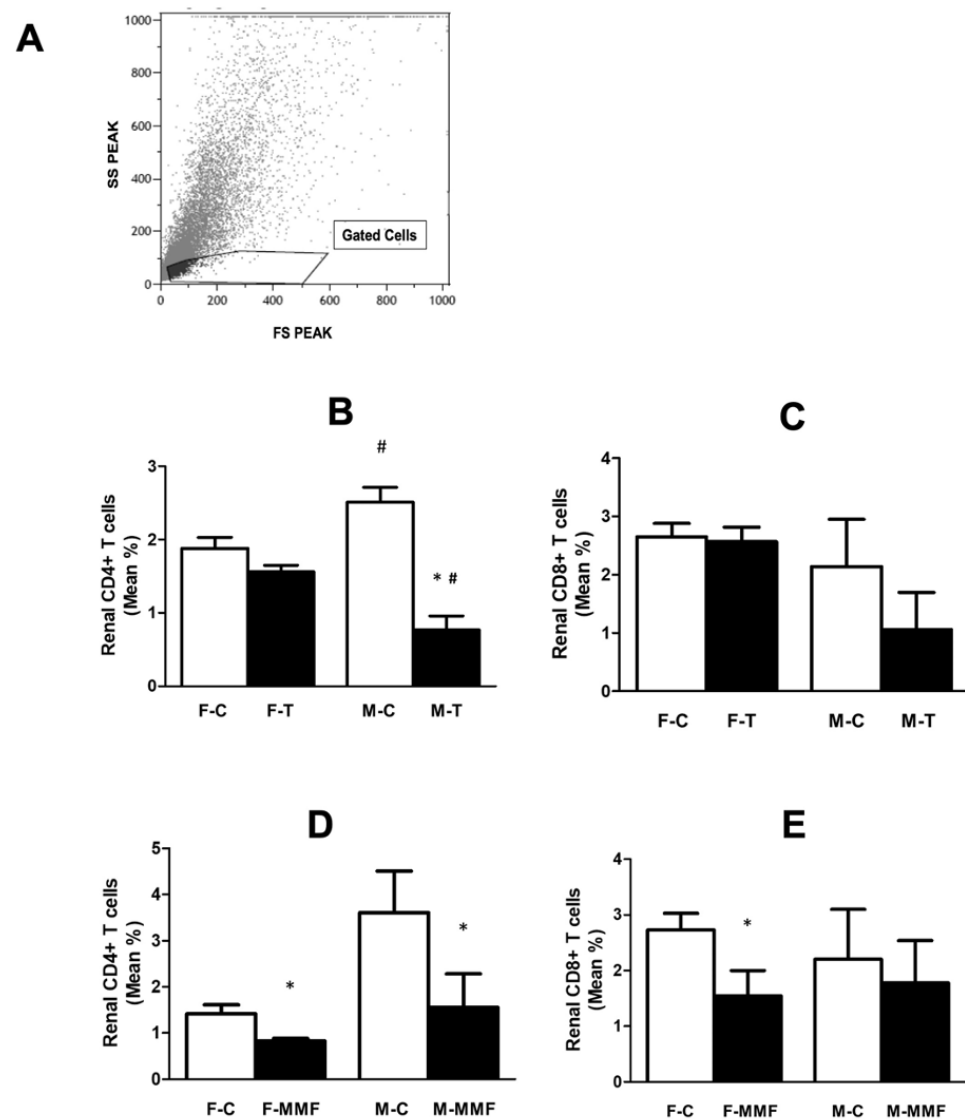 A
1000
800
600
400
200
0
SS PEAK
Gated Cells
0 200 400 600 800 1000
FS PEAK
B
#
3
2
1
0
Renal CD4+ T cells
(Mean %)
* #
F-C F-T M-C M-T
C
4
3
2
1
0
Renal CD8+ T cells
(Mean %)
F-C F-T M-C M-T
D
5
4
3
2
1
0
Renal CD4+ T cells
(Mean %)
*
*
F-C F-MMF M-C M-MMF
E
4
3
2
1
0
Renal CD8+ T cells
(Mean %)
*
F-C F-MMF M-C M-MMF